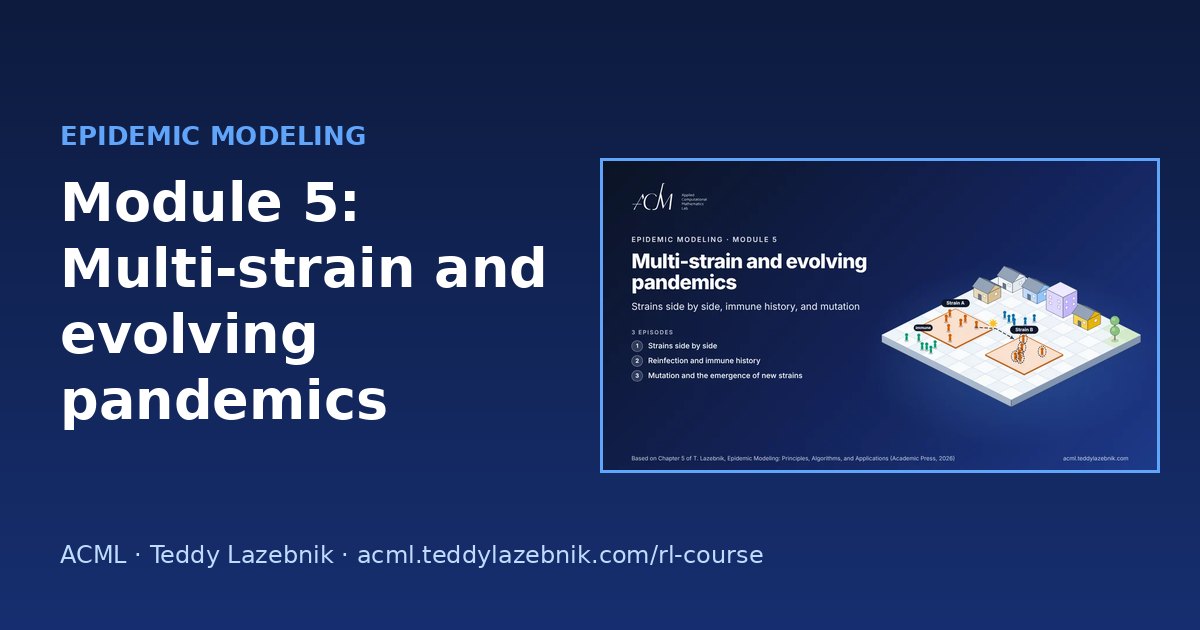 EPIDEMIC MODELING
Module 5:
Multi-strain and
evolving
pandemics
ACML · Teddy Lazebnik · acml.teddylazebnik.com/rl-course
ACM
Applied
Computational
Mathematics
Lab
EPIDEMIC MODELING · MODULE 5
Multi-strain and evolving
pandemics
Strains side by side, immune history, and mutation
3 EPISODES
1 Strains side by side
2 Reinfection and immune history
3 Mutation and the emergence of new strains
Strain A
Immune
Strain B
Based on Chapter 5 of T. Lazebnik, Epidemic Modeling: Principles, Algorithms, and Applications (Academic Press, 2026)
acml.teddylazebnik.com